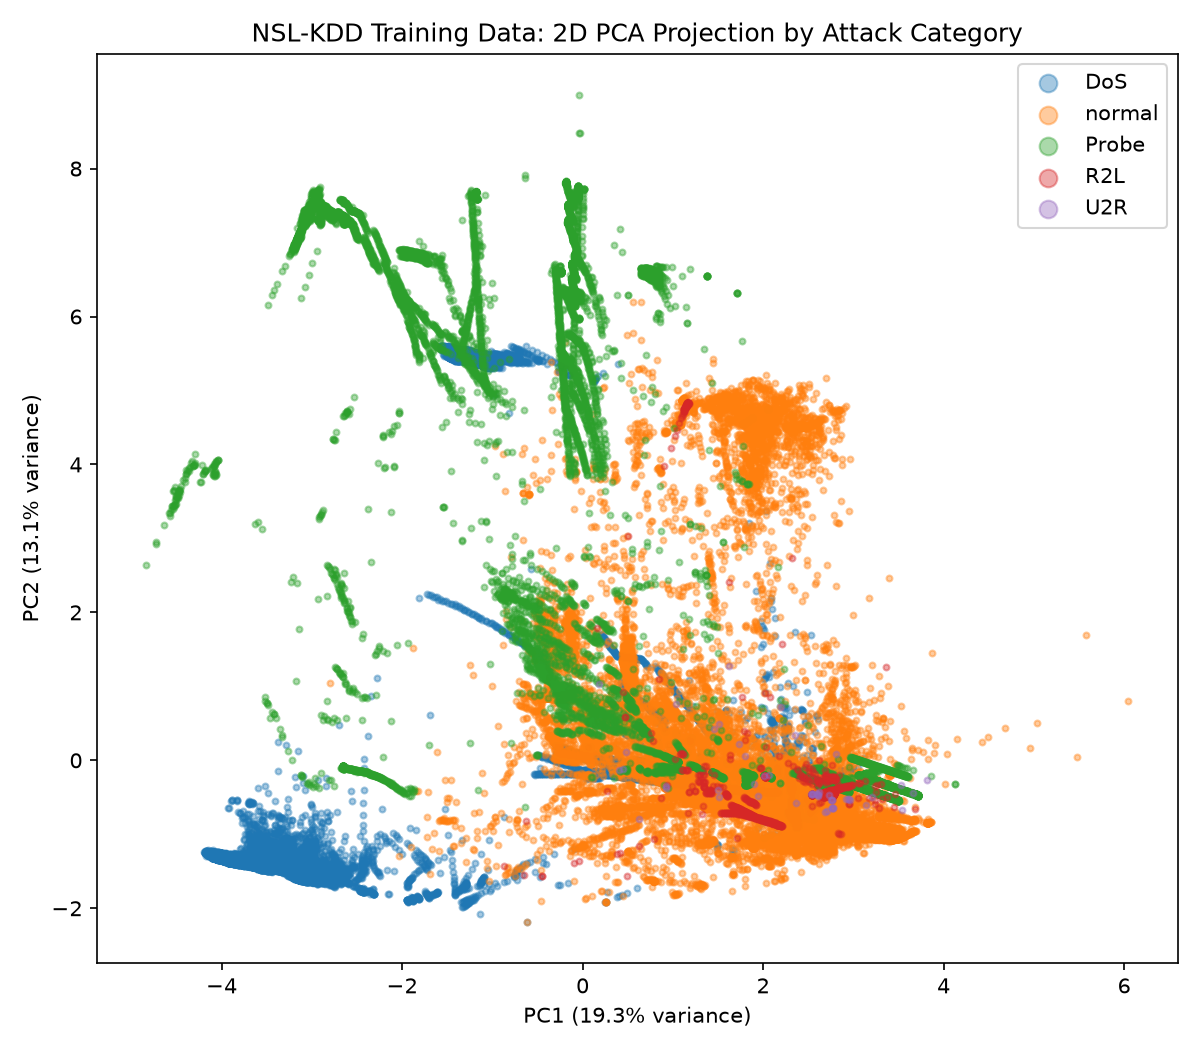 NSL-KDD Training Data: 2D PCA Projection by Attack Category
DoS
normal
Probe
R2L
U2R
8
6
4
2
0
−2
PC2 (13.1% variance)
−4
−2
0
2
4
6
PC1 (19.3% variance)